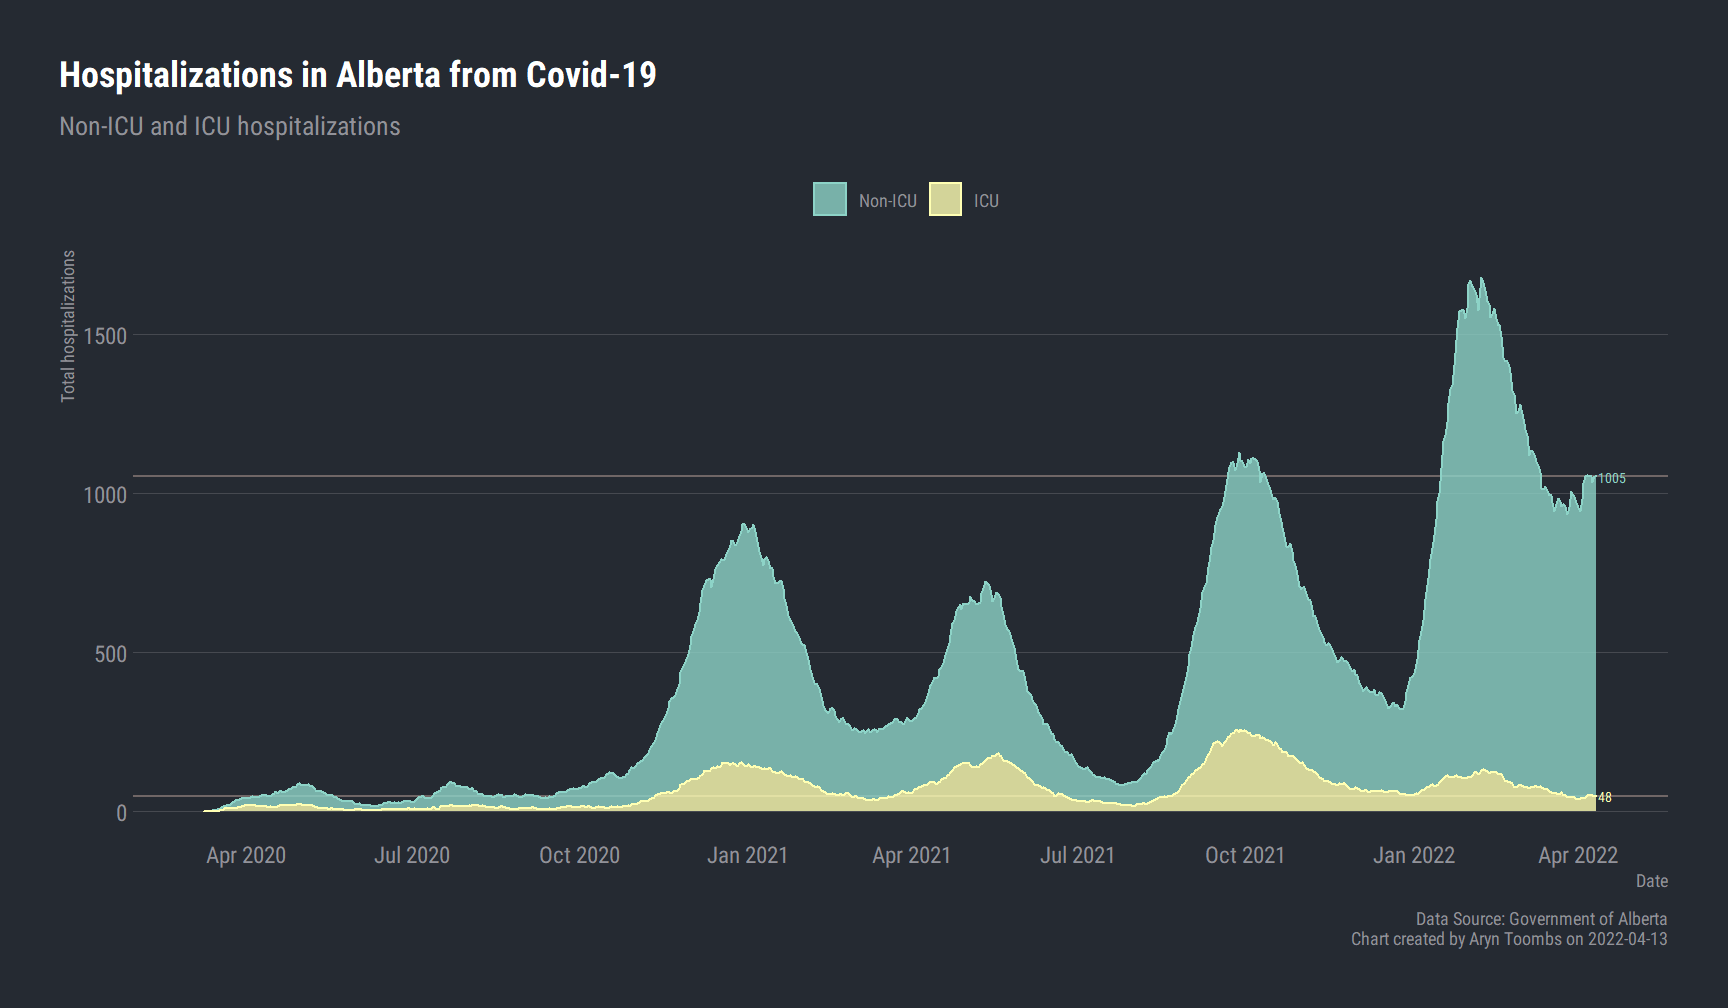 Hospitalizations in Alberta from Covid-19
Non-ICU and ICU hospitalizations
Non-ICU
ICU
Total hospitalizations
1500
1000
500
0
1005
48
Apr 2020
Jul 2020
Oct 2020
Jan 2021
Apr 2021
Jul 2021
Oct 2021
Jan 2022
Apr 2022
Date
Data Source: Government of Alberta
Chart created by Aryn Toombs on 2022-04-13